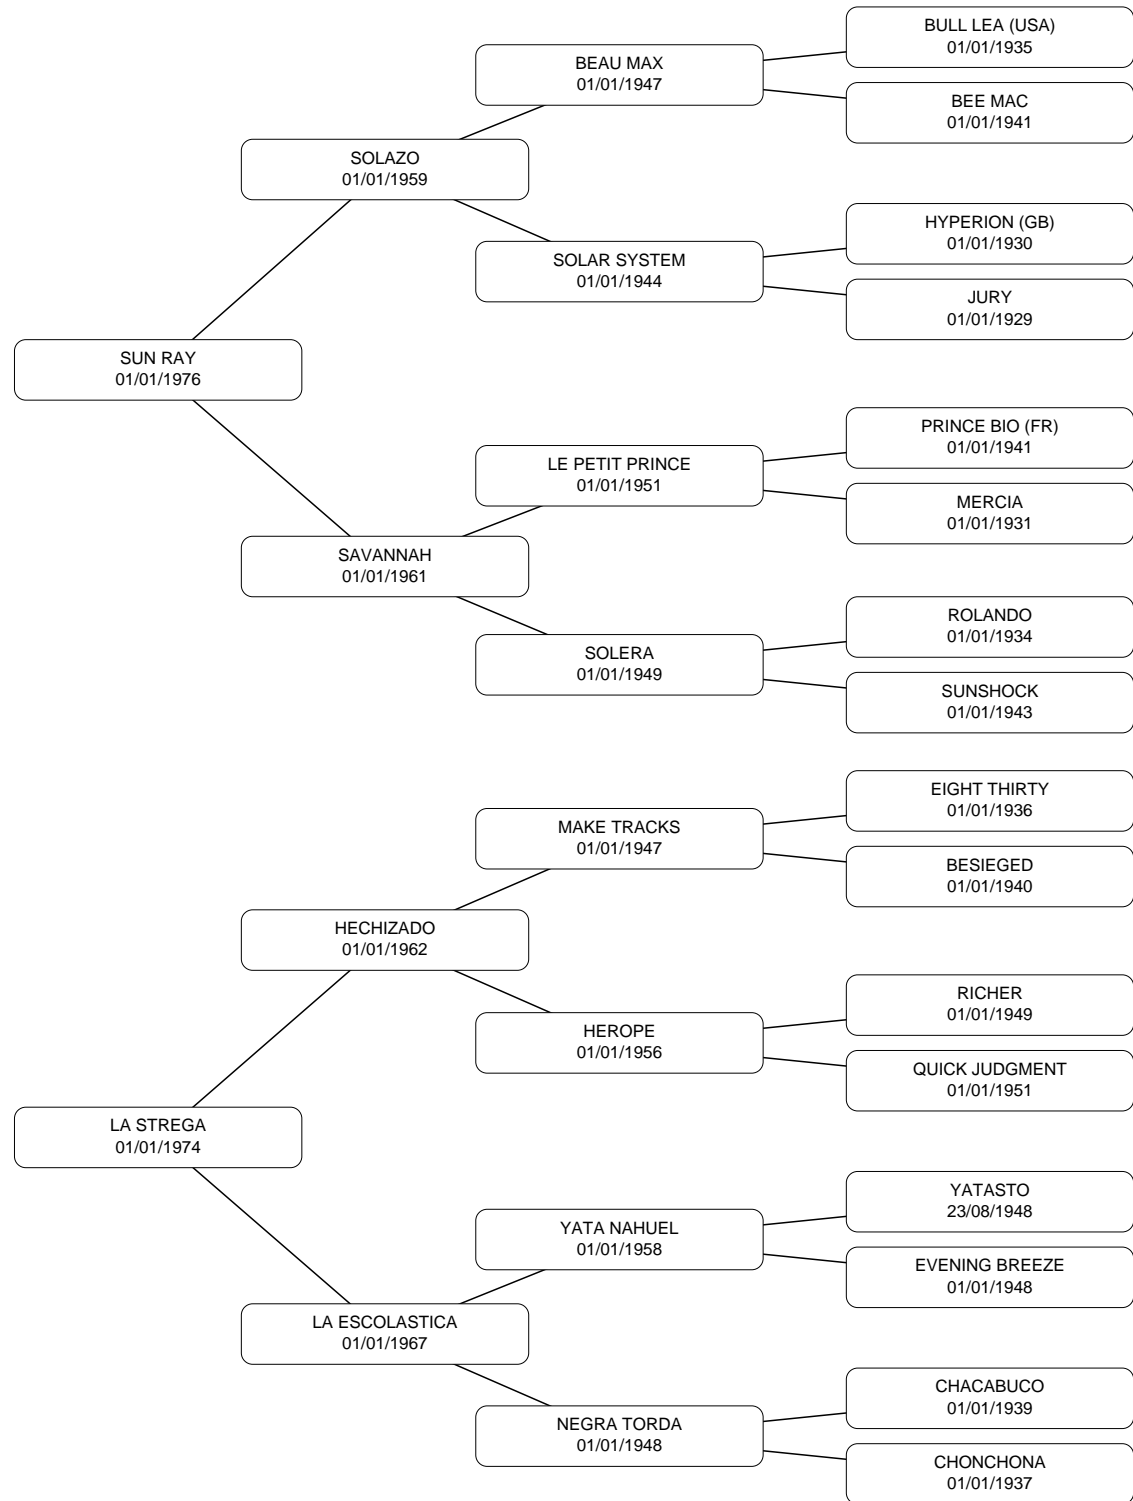 BULL LEA (USA)
01/01/1935
BEAU MAX
01/01/1947
BEE MAC
01/01/1941
SOLAZO
01/01/1959
HYPERION (GB)
01/01/1930
SOLAR SYSTEM
01/01/1944
JURY
01/01/1929
SUN RAY
01/01/1976
PRINCE BIO (FR)
01/01/1941
LE PETIT PRINCE
01/01/1951
MERCIA
01/01/1931
SAVANNAH
01/01/1961
ROLANDO
01/01/1934
SOLERA
01/01/1949
SUNSHOCK
01/01/1943
EIGHT THIRTY
01/01/1936
MAKE TRACKS
01/01/1947
BESIEGED
01/01/1940
HECHIZADO
01/01/1962
RICHER
01/01/1949
HEROPE
01/01/1956
QUICK JUDGMENT
01/01/1951
LA STREGA
01/01/1974
YATASTO
23/08/1948
YATA NAHUEL
01/01/1958
EVENING BREEZE
01/01/1948
LA ESCOLASTICA
01/01/1967
CHACABUCO
01/01/1939
NEGRA TORDA
01/01/1948
CHONCHONA
01/01/1937